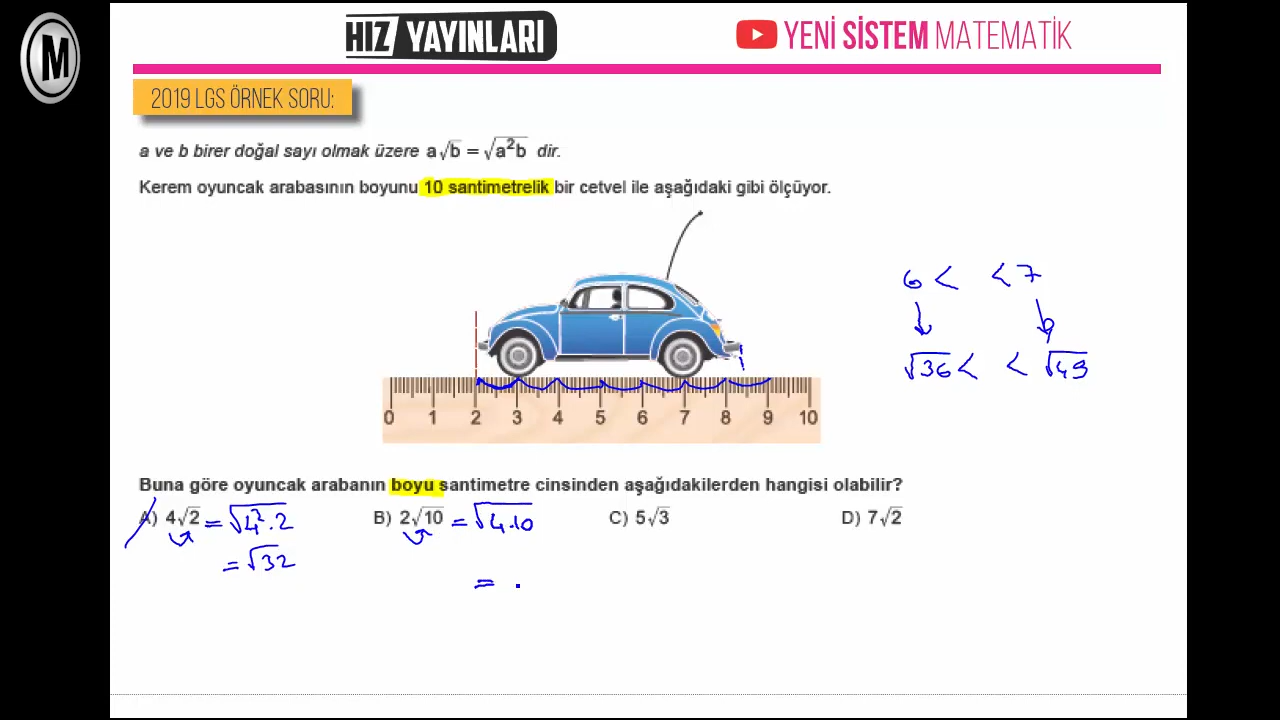 M
HIZ YAYINLARI
YENİ SİSTEM MATEMATİK
2019 LGS ÖRNEK SORU:
a ve b birer doğal sayı olmak üzere a√b = √a²b dir.
Kerem oyuncak arabasının boyunu 10 santimetrelik bir cetvel ile aşağıdaki gibi ölçüyor.
6 < < 7
√36 < < √49
0 1 2 3 4 5 6 7 8 9 10
Buna göre oyuncak arabanın boyu santimetre cinsinden aşağıdakilerden hangisi olabilir?
A) 4√2 = √4².2 B) 2√10 = √4.10 C) 5√3 D) 7√2
= √32
= .